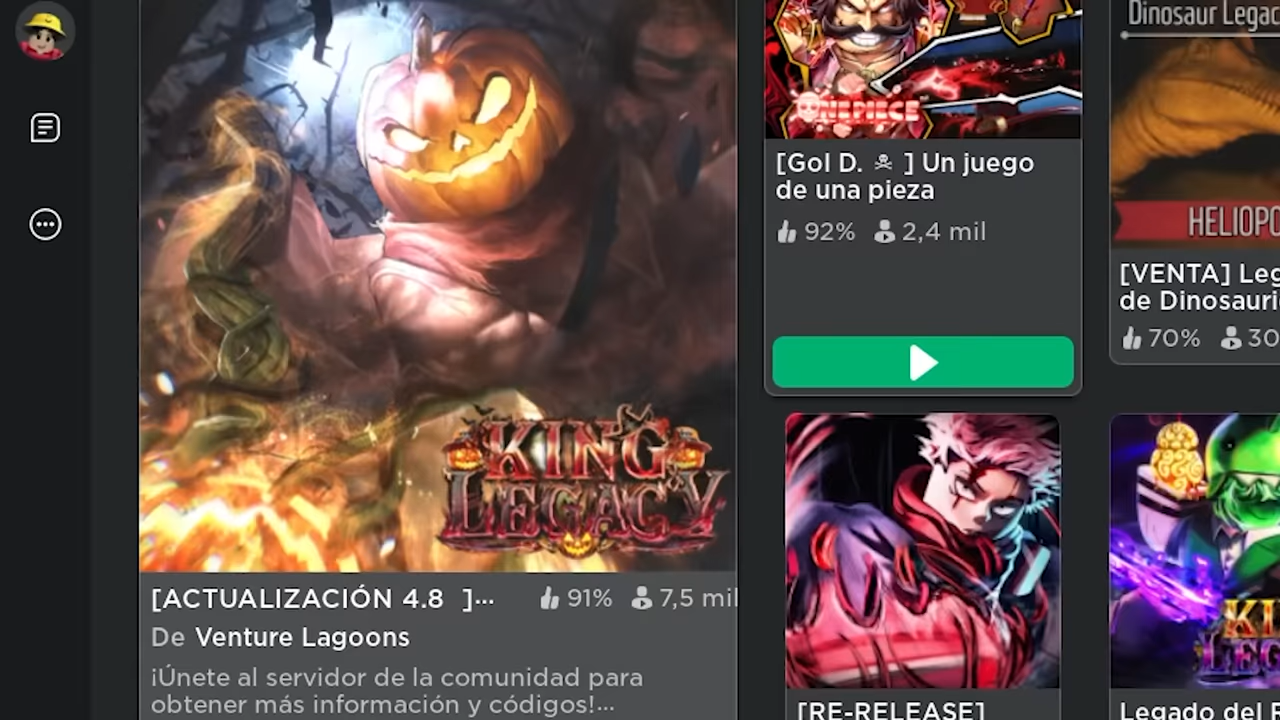 KING
LEGACY
[ACTUALIZACIÓN 4.8 ]...
91% 7,5 mil
De Venture Lagoons
¡Únete al servidor de la comunidad para
obtener más información y códigos!...
ONE PIECE
[Gol D. ☠ ] Un juego
de una pieza
92% 2,4 mil
[RE-RELEASE]
Dinosaur Legac
HELIOPO
[VENTA] Leg
de Dinosauri
70% 30
KI
LEG
Legado del